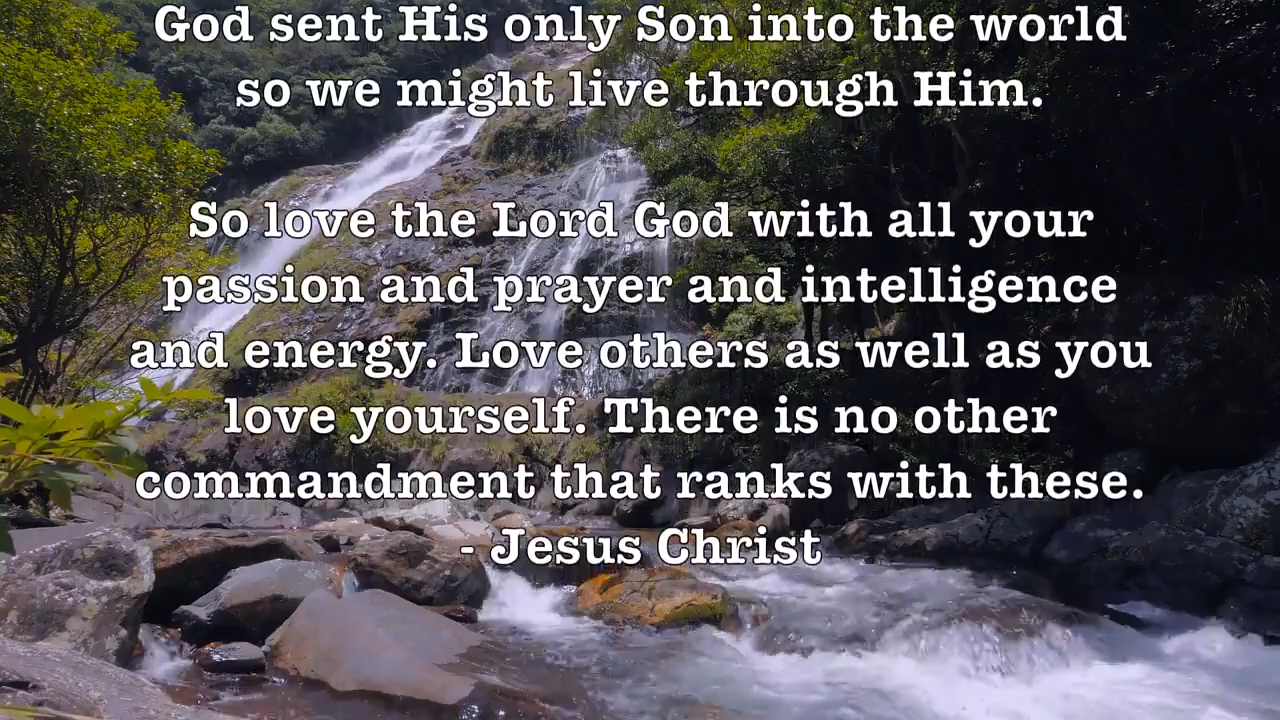 God sent His only Son into the world
so we might live through Him.
So love the Lord God with all your
passion and prayer and intelligence
and energy. Love others as well as you
love yourself. There is no other
commandment that ranks with these.
- Jesus Christ